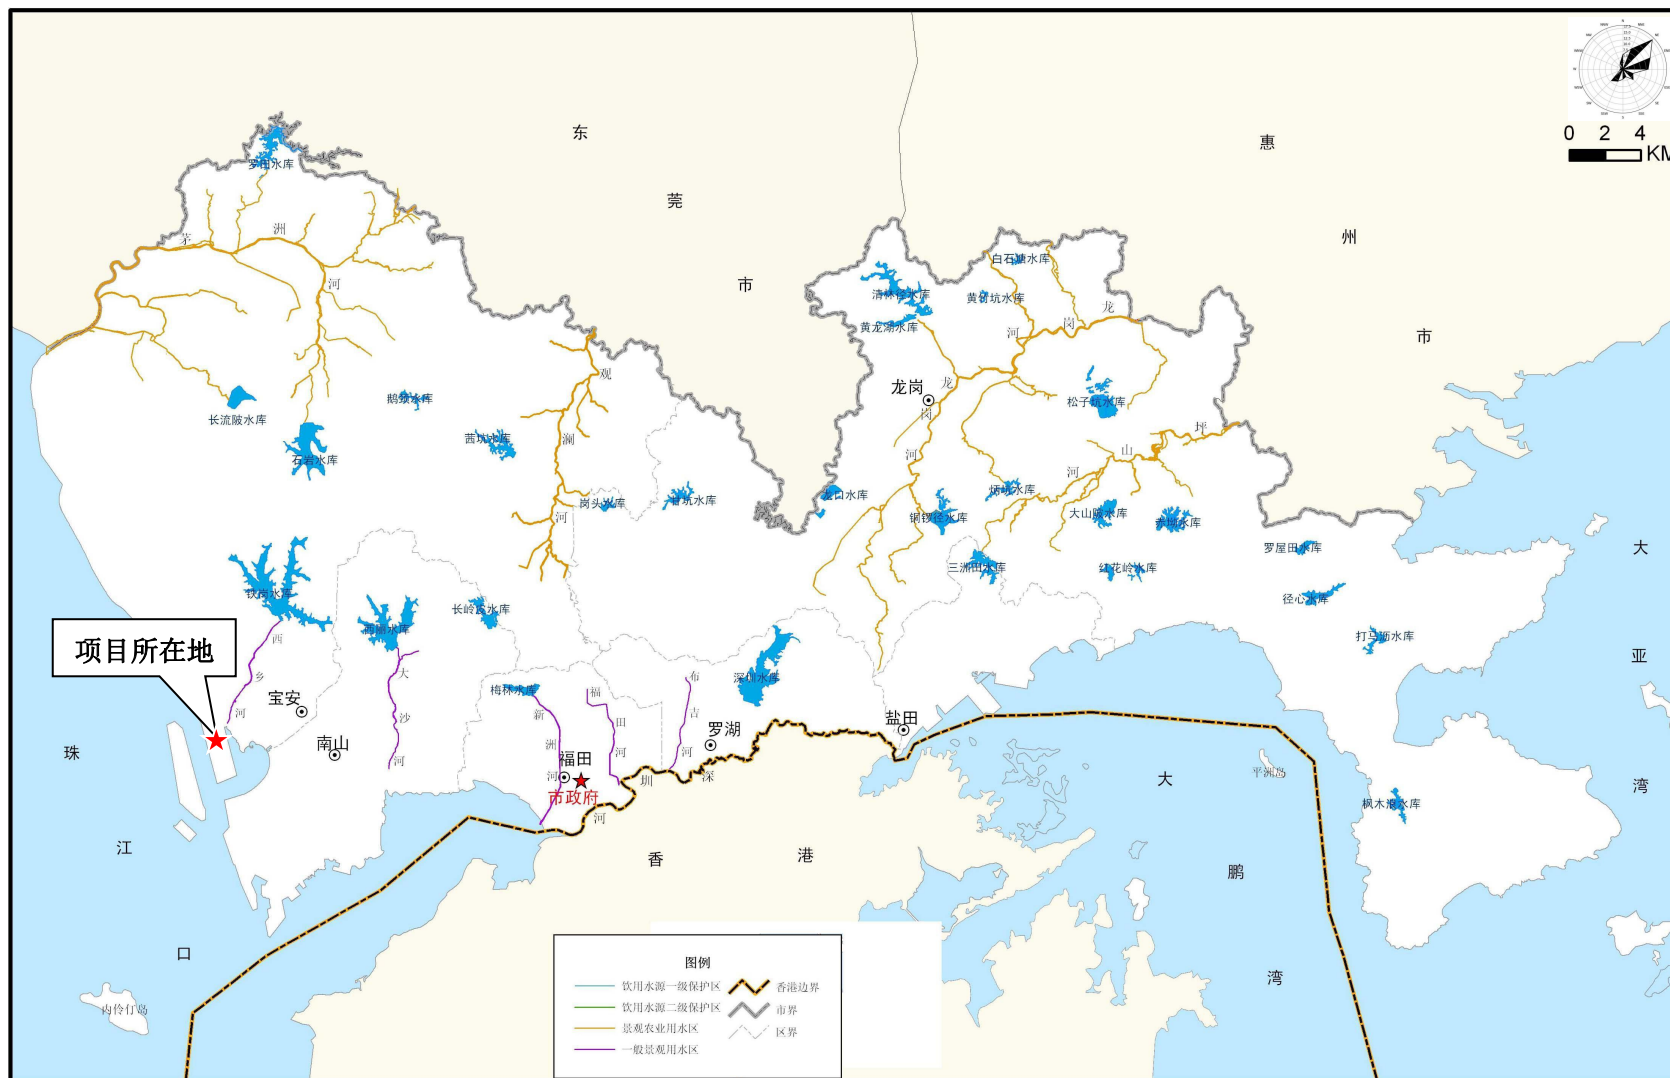 东
莞
市
惠
州
市
0 2 4
KM
罗田水库
茅
洲
河
白石塘水库
清林径水库
黄竹坑水库
黄龙湖水库
龙
岗
河
观
澜
河
龙岗
龙
岗
河
长流陂水库
鹅颈水库
石岩水库
茜坑水库
松子坑水库
坪
山
河
岗头水库
甘坑水库
龙口水库
炳坑水库
铜锣径水库
大山陂水库
赤坳水库
罗屋田水库
三洲田水库
红花岭水库
径心水库
打马沥水库
铁岗水库
西丽水库
长岭皮水库
项目所在地
西
乡
河
大
沙
河
宝安
南山
梅林水库
新
洲
河
福
田
河
布
吉
河
深圳水库
罗湖
盐田
福田
市政府
圳
深
河
珠
江
口
香
港
大
鹏
湾
平洲岛
枫木浪水库
大
亚
湾
内伶仃岛
图例
饮用水源一级保护区
饮用水源二级保护区
景观农业用水区
一般景观用水区
香港边界
市界
区界